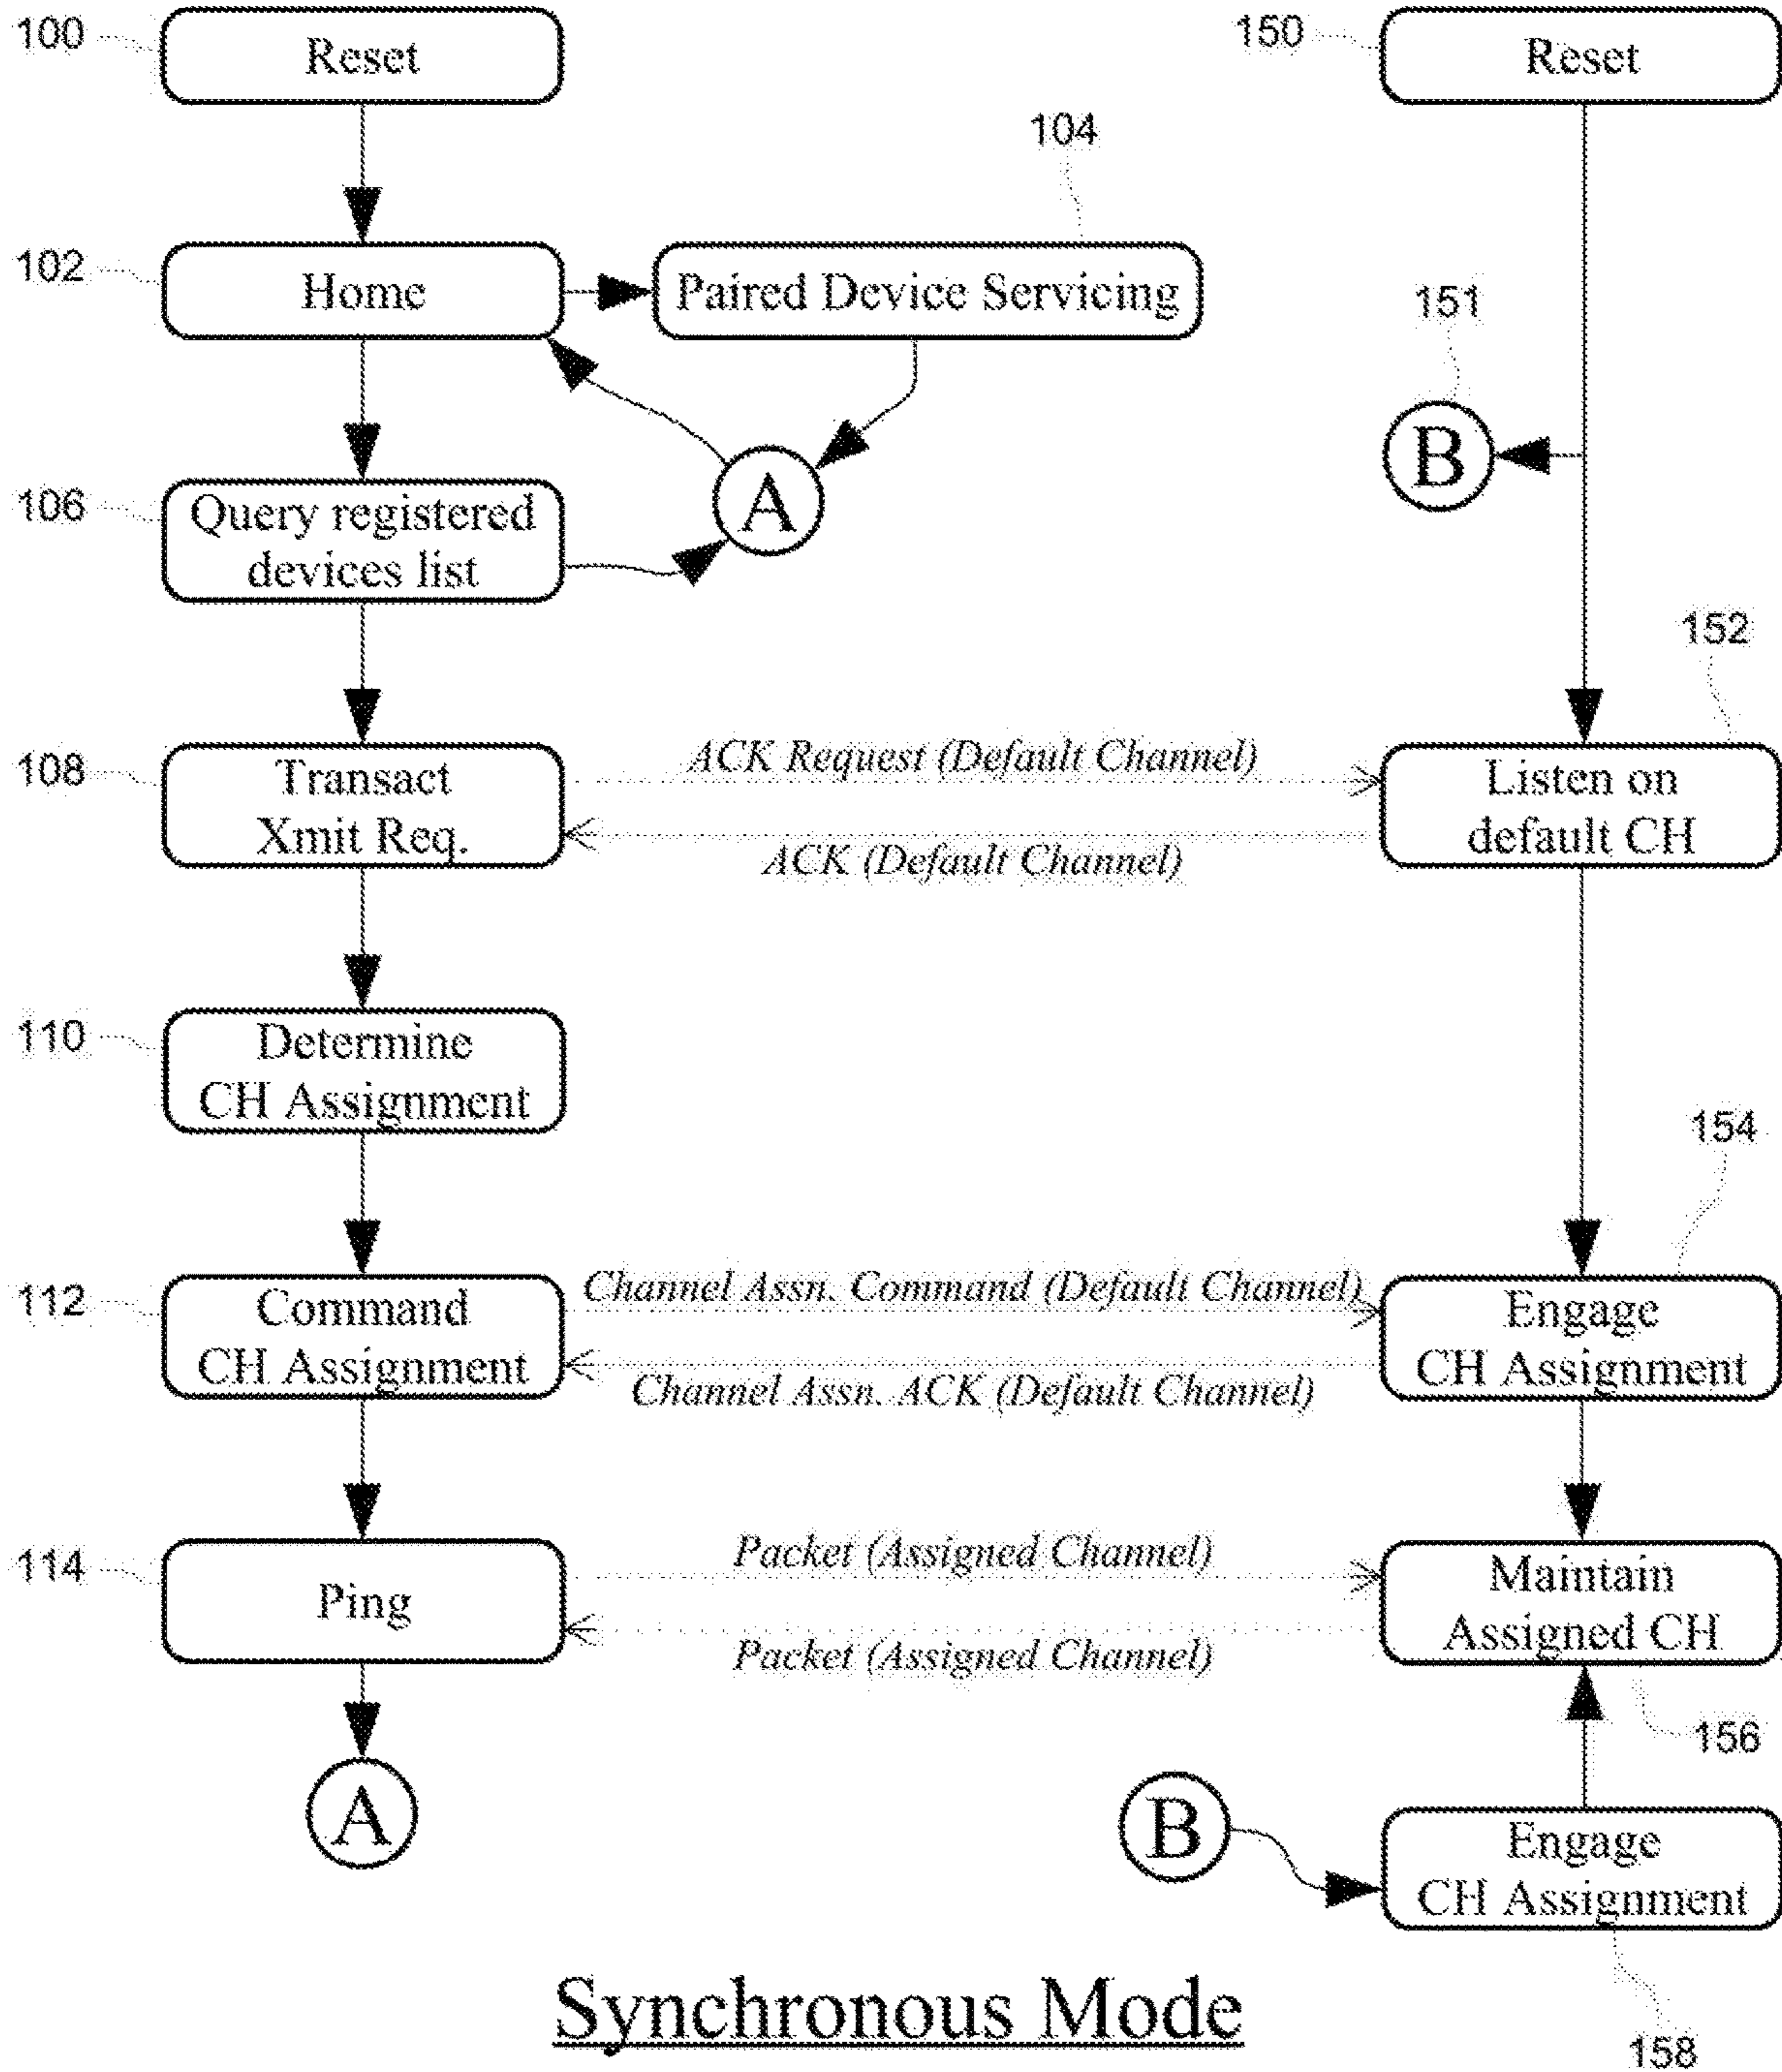 100
Reset
150
Reset
104
102
Home
Paired Device Servicing
151
B
A
106
Query registered
devices list
152
108
Transact
Xmit Req.
ACK Request (Default Channel)
ACK (Default Channel)
Listen on
default CH
110
Determine
CH Assignment
154
112
Command
CH Assignment
Channel Assn. Command (Default Channel)
Channel Assn. ACK (Default Channel)
Engage
CH Assignment
114
Ping
Packet (Assigned Channel)
Packet (Assigned Channel)
Maintain
Assigned CH
156
A
B
Engage
CH Assignment
158
Synchronous Mode